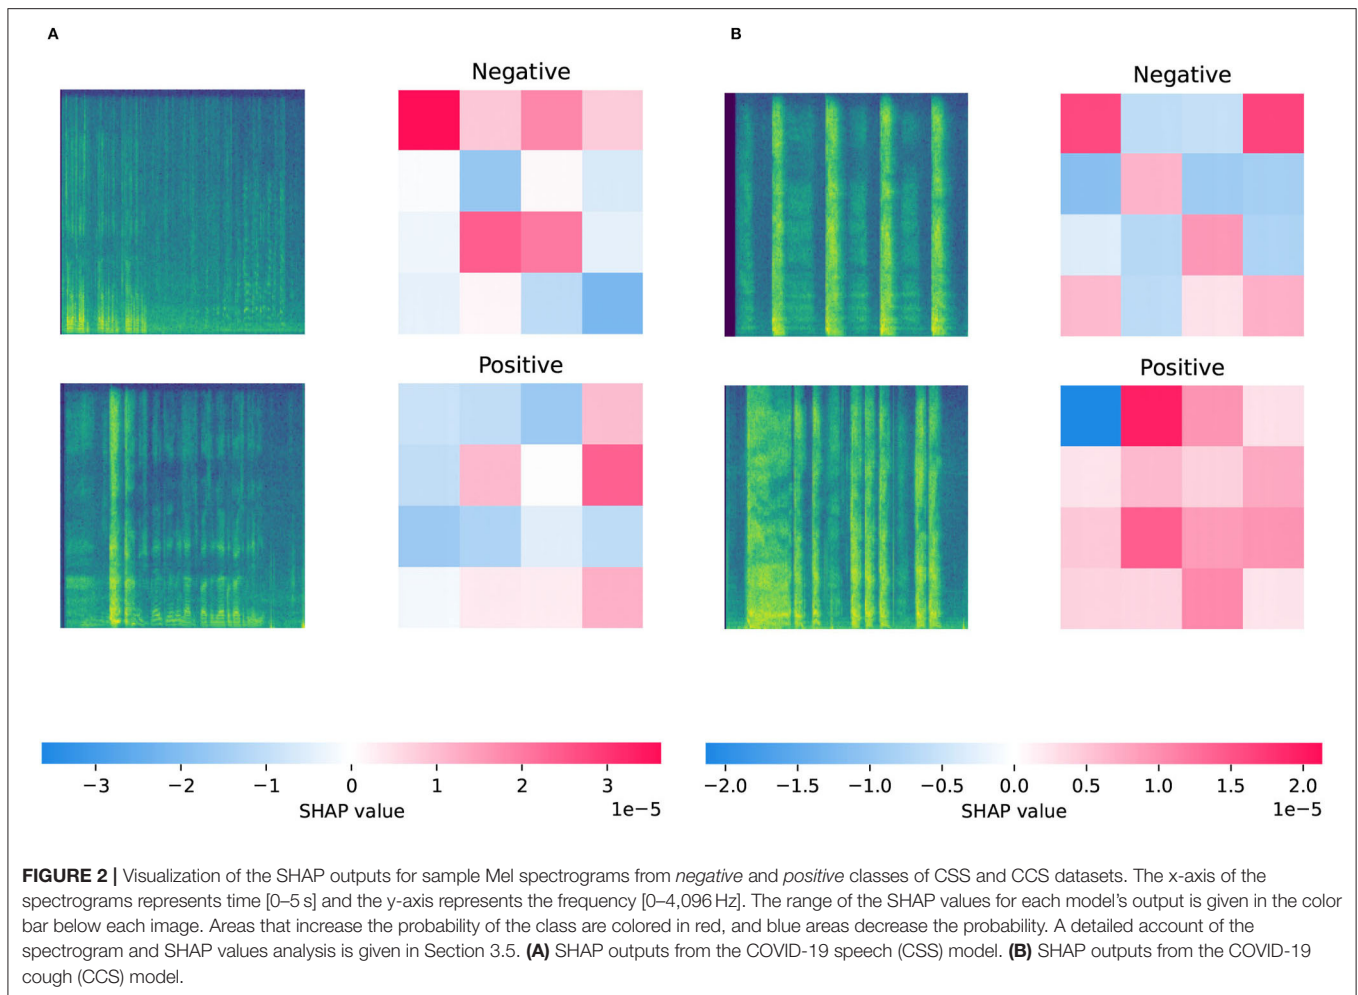 A
B
Negative
Negative
Positive
Positive
−3 −2 −1 0 1 2 3
1e−5
SHAP value
−2.0 −1.5 −1.0 −0.5 0.0 0.5 1.0 1.5 2.0
1e−5
SHAP value
FIGURE 2 | Visualization of the SHAP outputs for sample Mel spectrograms from negative and positive classes of CSS and CCS datasets. The x-axis of the
spectrograms represents time [0–5 s] and the y-axis represents the frequency [0–4,096 Hz]. The range of the SHAP values for each model's output is given in the color
bar below each image. Areas that increase the probability of the class are colored in red, and blue areas decrease the probability. A detailed account of the
spectrogram and SHAP values analysis is given in Section 3.5. (A) SHAP outputs from the COVID-19 speech (CSS) model. (B) SHAP outputs from the COVID-19
cough (CCS) model.